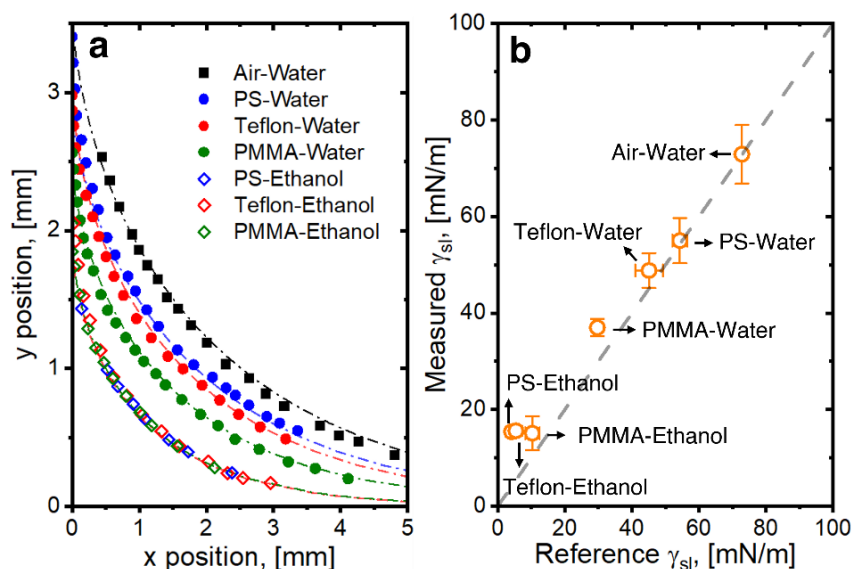 a
Air-Water
PS-Water
Teflon-Water
PMMA-Water
PS-Ethanol
Teflon-Ethanol
PMMA-Ethanol
3
2
1
0
0 1 2 3 4 5
y position, [mm]
x position, [mm]
b
Air-Water
Teflon-Water
PS-Water
PMMA-Water
PS-Ethanol
PMMA-Ethanol
Teflon-Ethanol
100
80
60
40
20
0
0 20 40 60 80 100
Measured γsl, [mN/m]
Reference γsl, [mN/m]